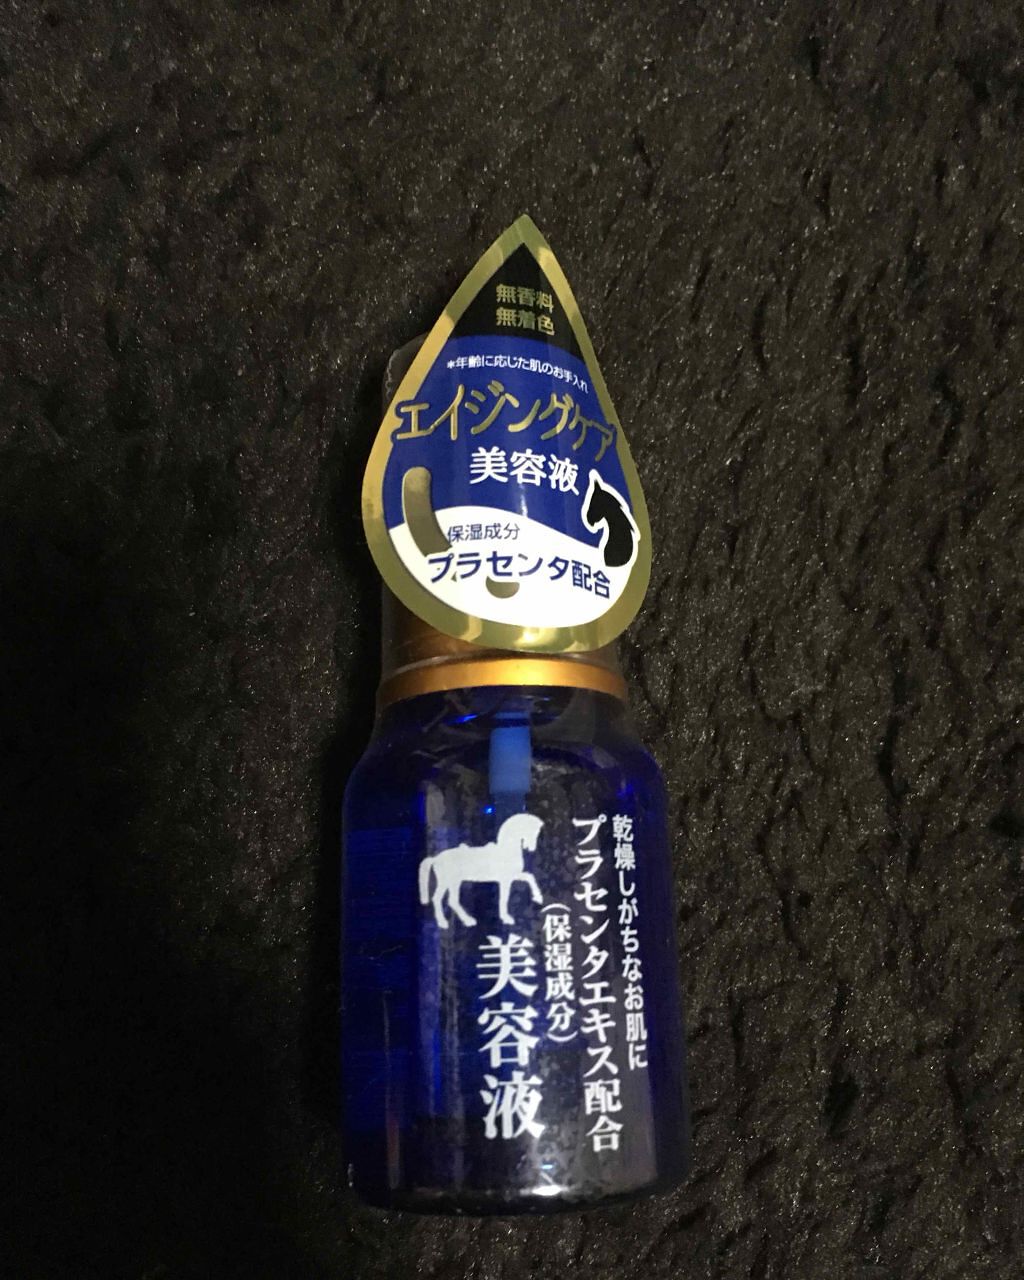 無香料
無着色
*年齢に応じた肌のお手入れ
エイジングケア
美容液
保湿成分
プラセンタ配合
乾燥しがちなお肌に
プラセンタエキス配合
(保湿成分)
美容液